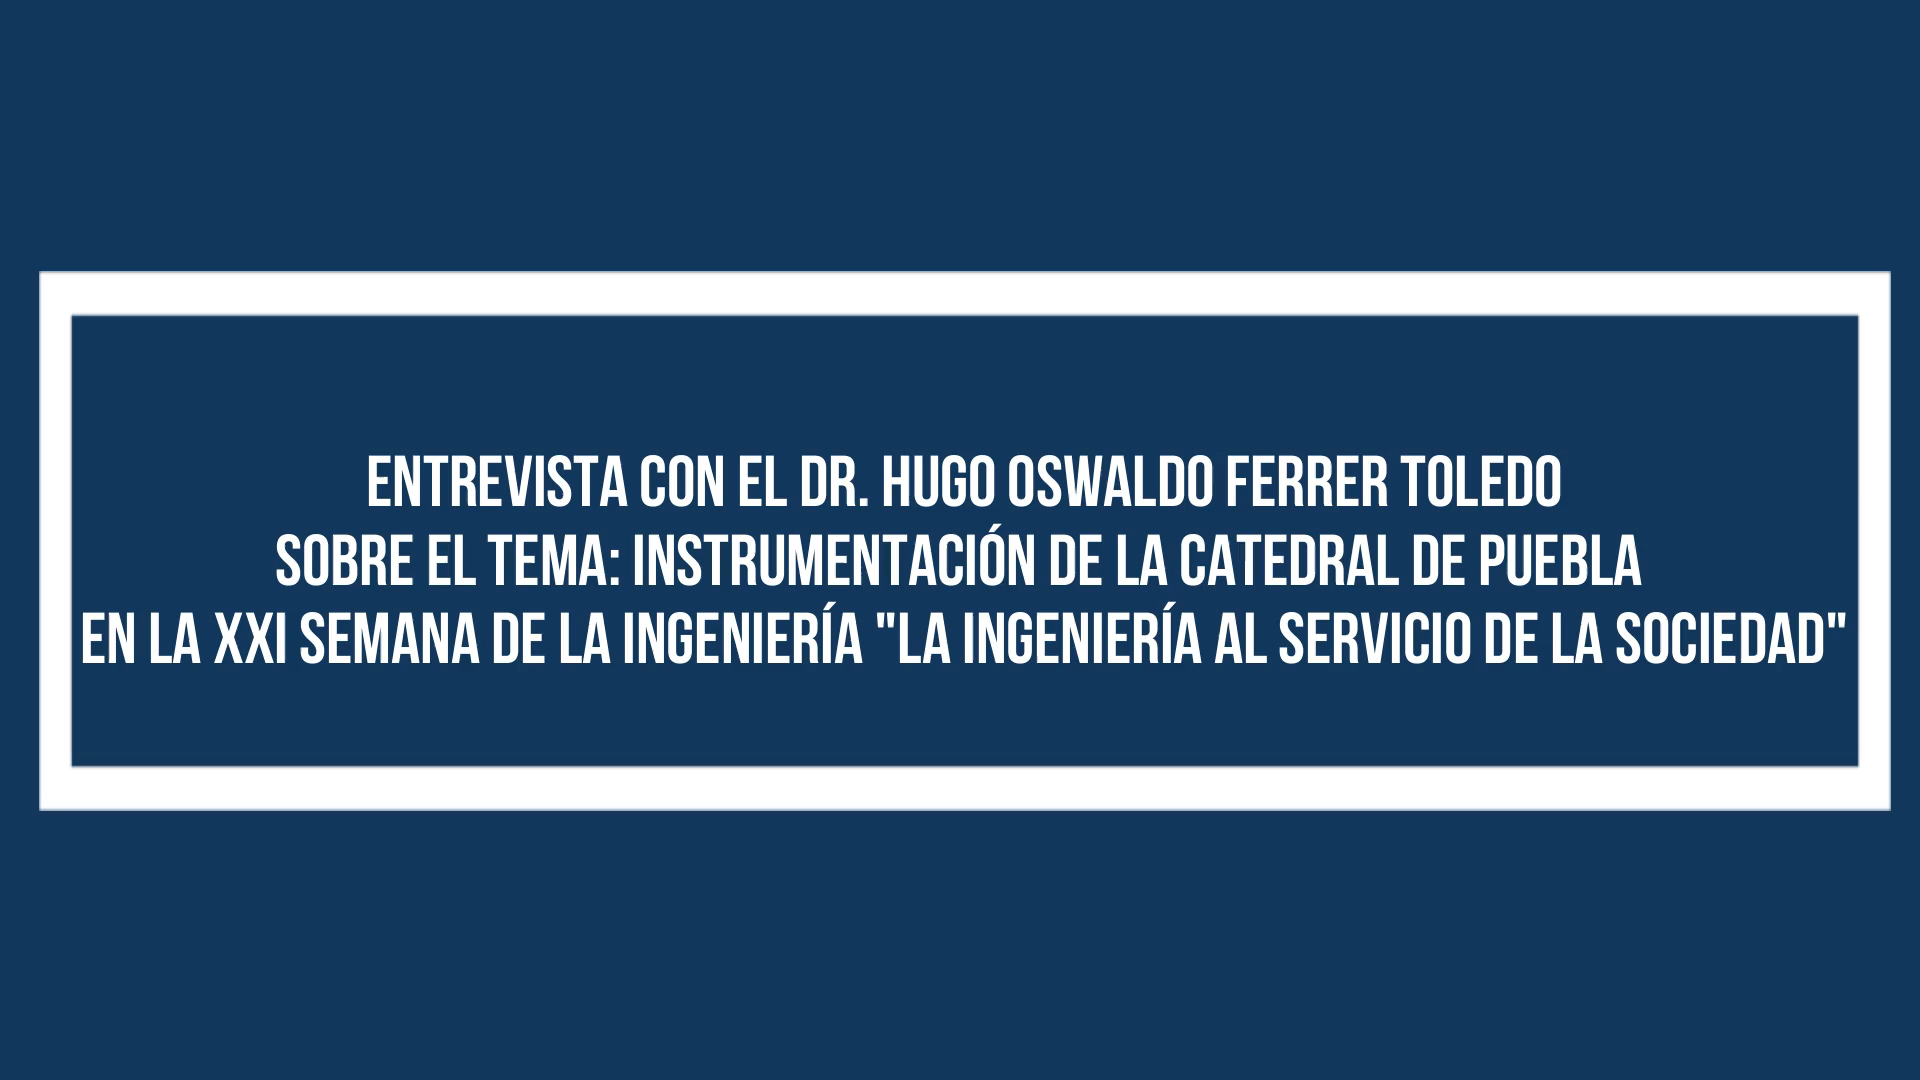 ENTREVISTA CON EL DR. HUGO OSWALDO FERRER TOLEDO
SOBRE EL TEMA: INSTRUMENTACIÓN DE LA CATEDRAL DE PUEBLA
EN LA XXI SEMANA DE LA INGENIERÍA "LA INGENIERÍA AL SERVICIO DE LA SOCIEDAD"